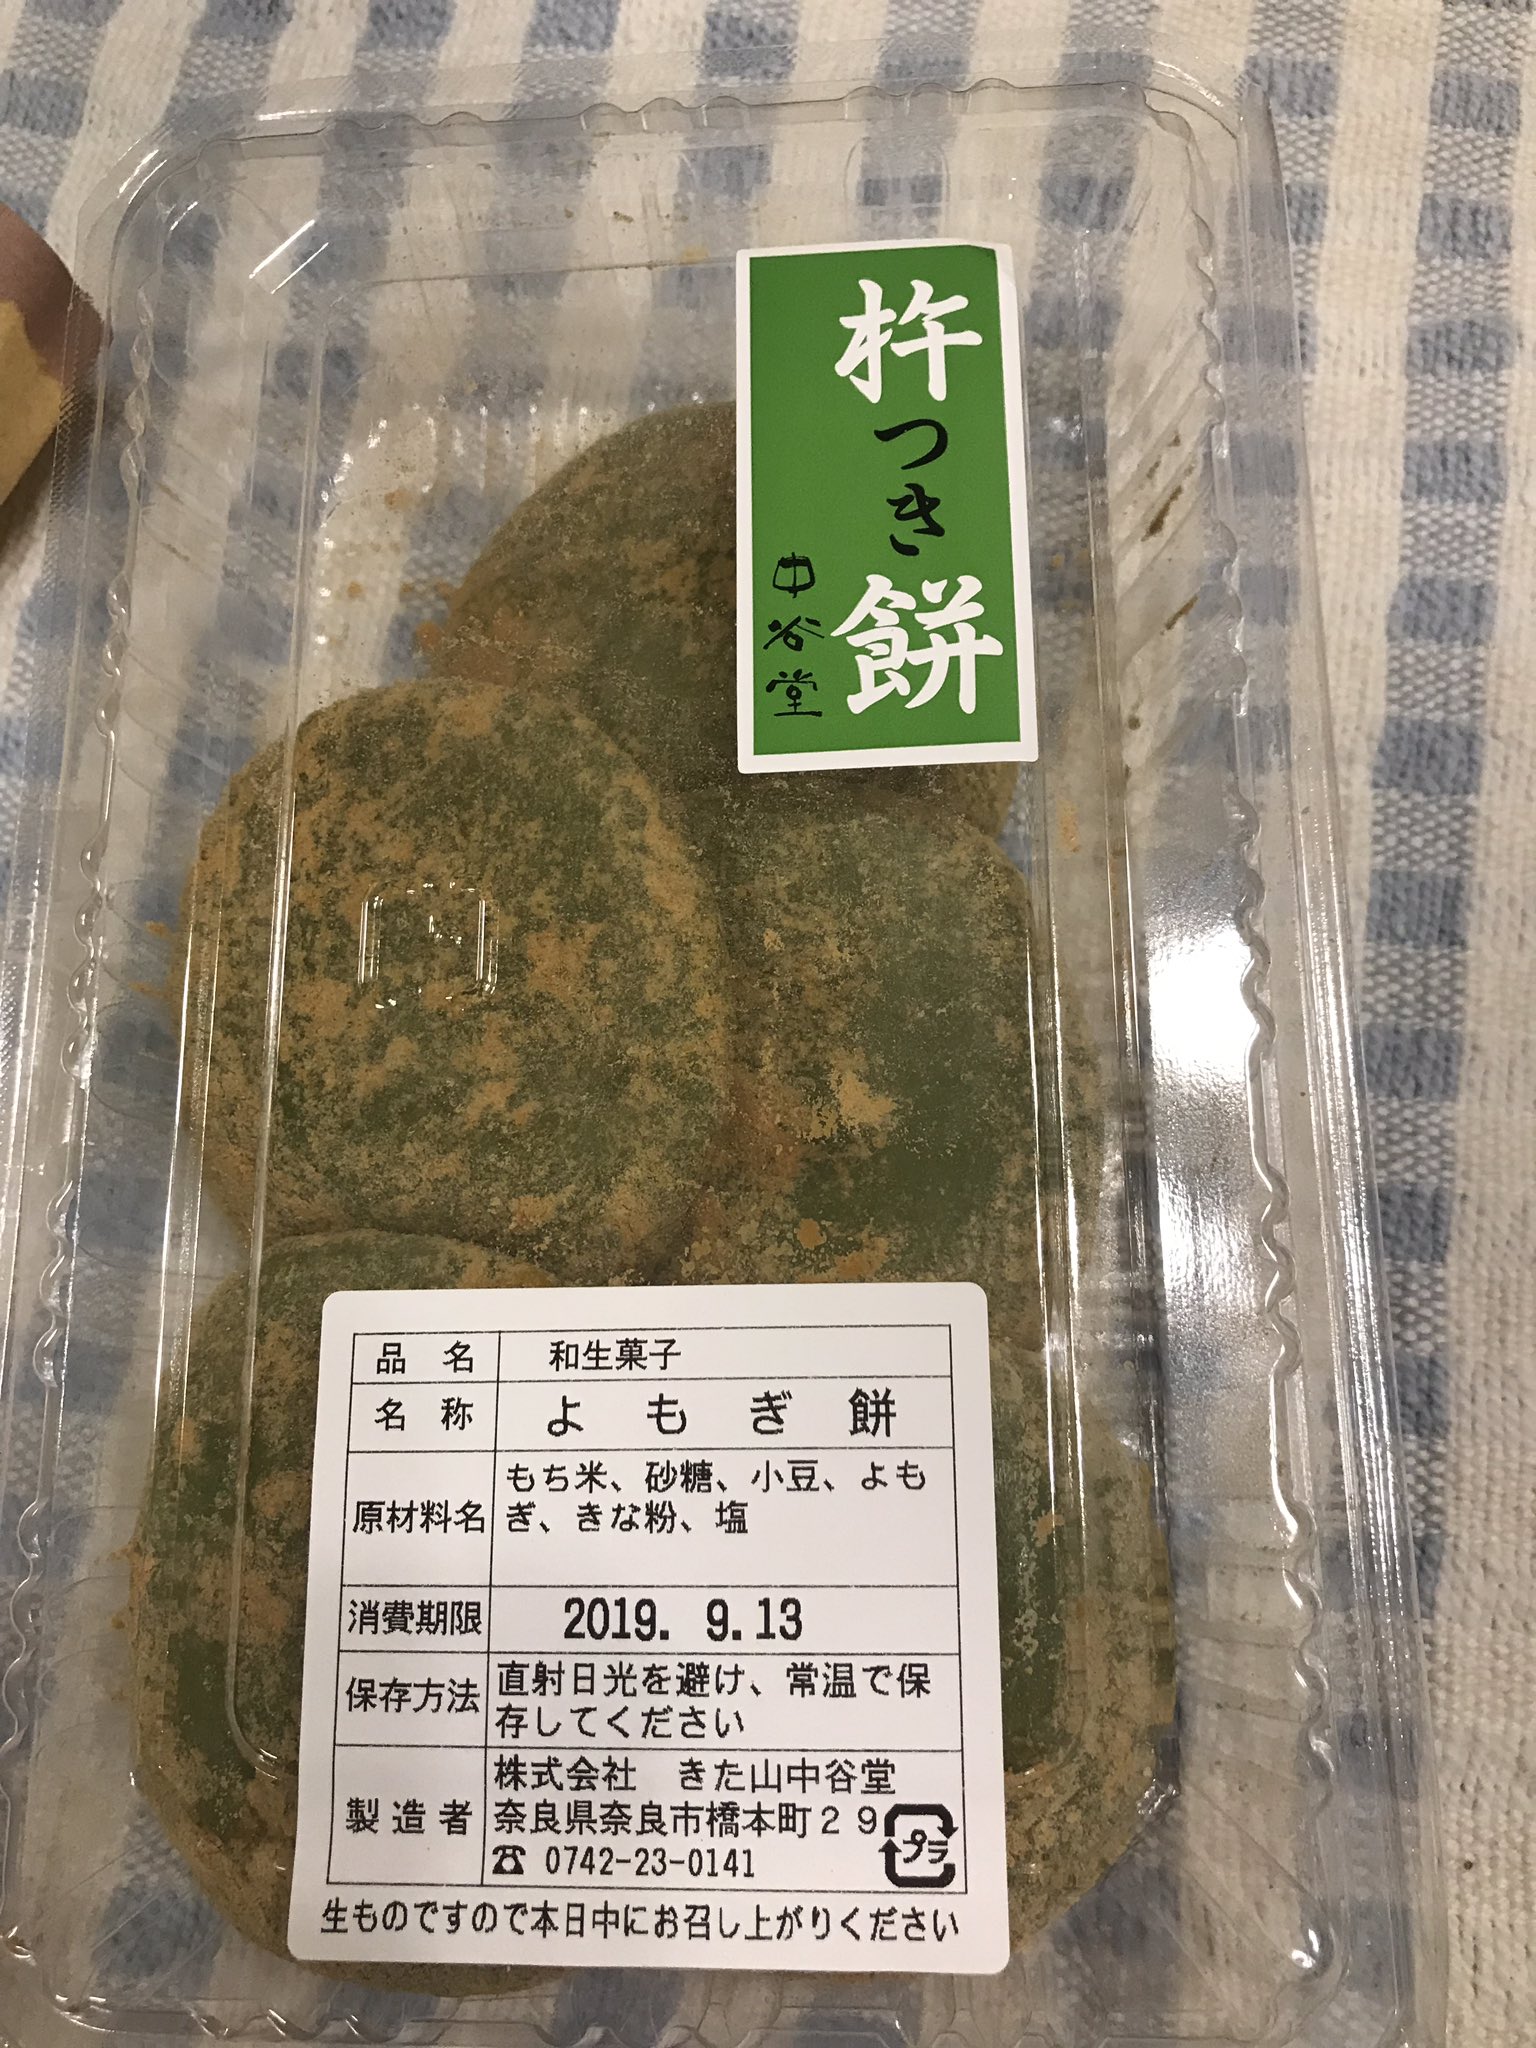 杵つき餅
中谷堂
品名 和生菓子
名称 よもぎ餅
原材料名 もち米、砂糖、小豆、よも
ぎ、きな粉、塩
消費期限 2019. 9.13
保存方法 直射日光を避け、常温で保
存してください
製造者 株式会社 きた山中谷堂
奈良県奈良市橋本町29
☎ 0742-23-0141
プラ
生ものですので本日中にお召し上がりください